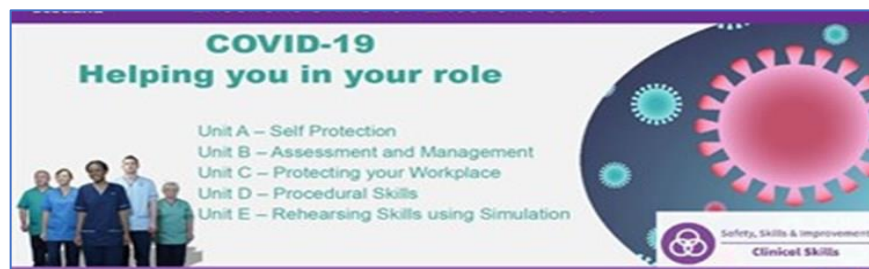 COVID-19
Helping you in your role
Unit A – Self Protection
Unit B – Assessment and Management
Unit C – Protecting your Workplace
Unit D – Procedural Skills
Unit E – Rehearsing Skills using Simulation
Safety, Skills & Improvement
Clinical Skills